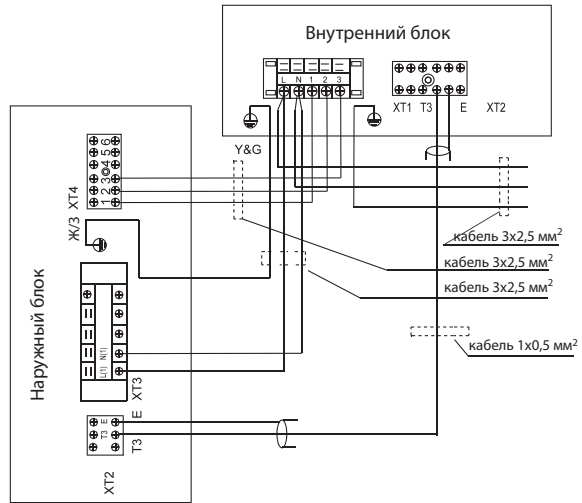 Внутренний блок
L N 1 2 3
XT1 T3 E XT2
Y&G
Наружный блок
XT4
1 2 3 4 5 6
Ж/З
кабель 3х2,5 мм²
кабель 3х2,5 мм²
кабель 3х2,5 мм²
L(1) N(1)
XT3
кабель 1х0,5 мм²
T3 E
T3 E
XT2